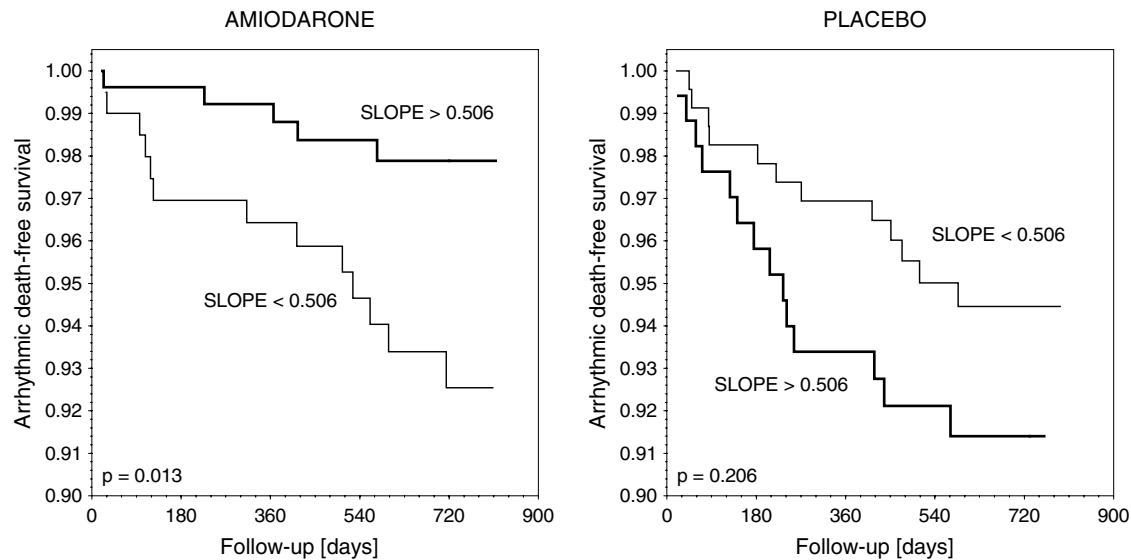 AMIODARONE
Arrhythmic death-free survival
1.00
0.99
0.98
0.97
0.96
0.95
0.94
0.93
0.92
0.91
0.90
SLOPE > 0.506
SLOPE < 0.506
p = 0.013
0 180 360 540 720 900
Follow-up [days]
PLACEBO
Arrhythmic death-free survival
1.00
0.99
0.98
0.97
0.96
0.95
0.94
0.93
0.92
0.91
0.90
SLOPE < 0.506
SLOPE > 0.506
p = 0.206
0 180 360 540 720 900
Follow-up [days]